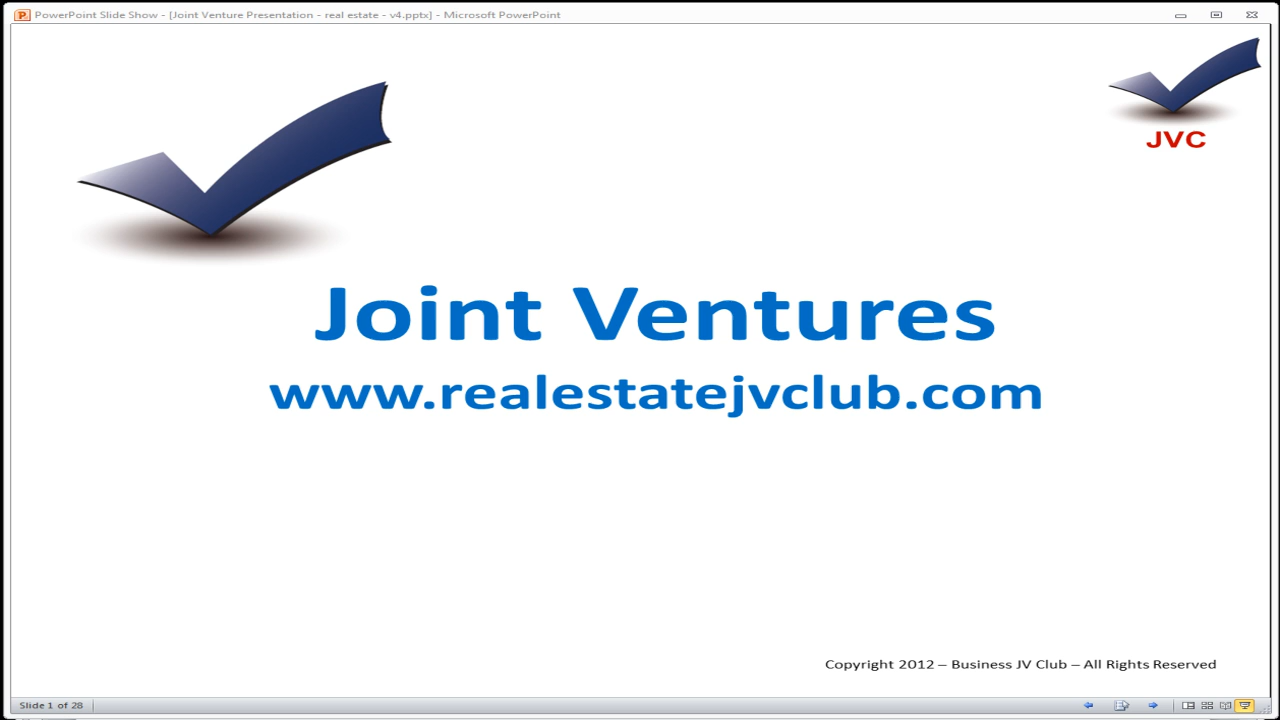 PowerPoint Slide Show - [Joint Venture Presentation - real estate - v4.pptx] - Microsoft PowerPoint
JVC
Joint Ventures
www.realestatejvclub.com
Copyright 2012 – Business JV Club – All Rights Reserved
Slide 1 of 28